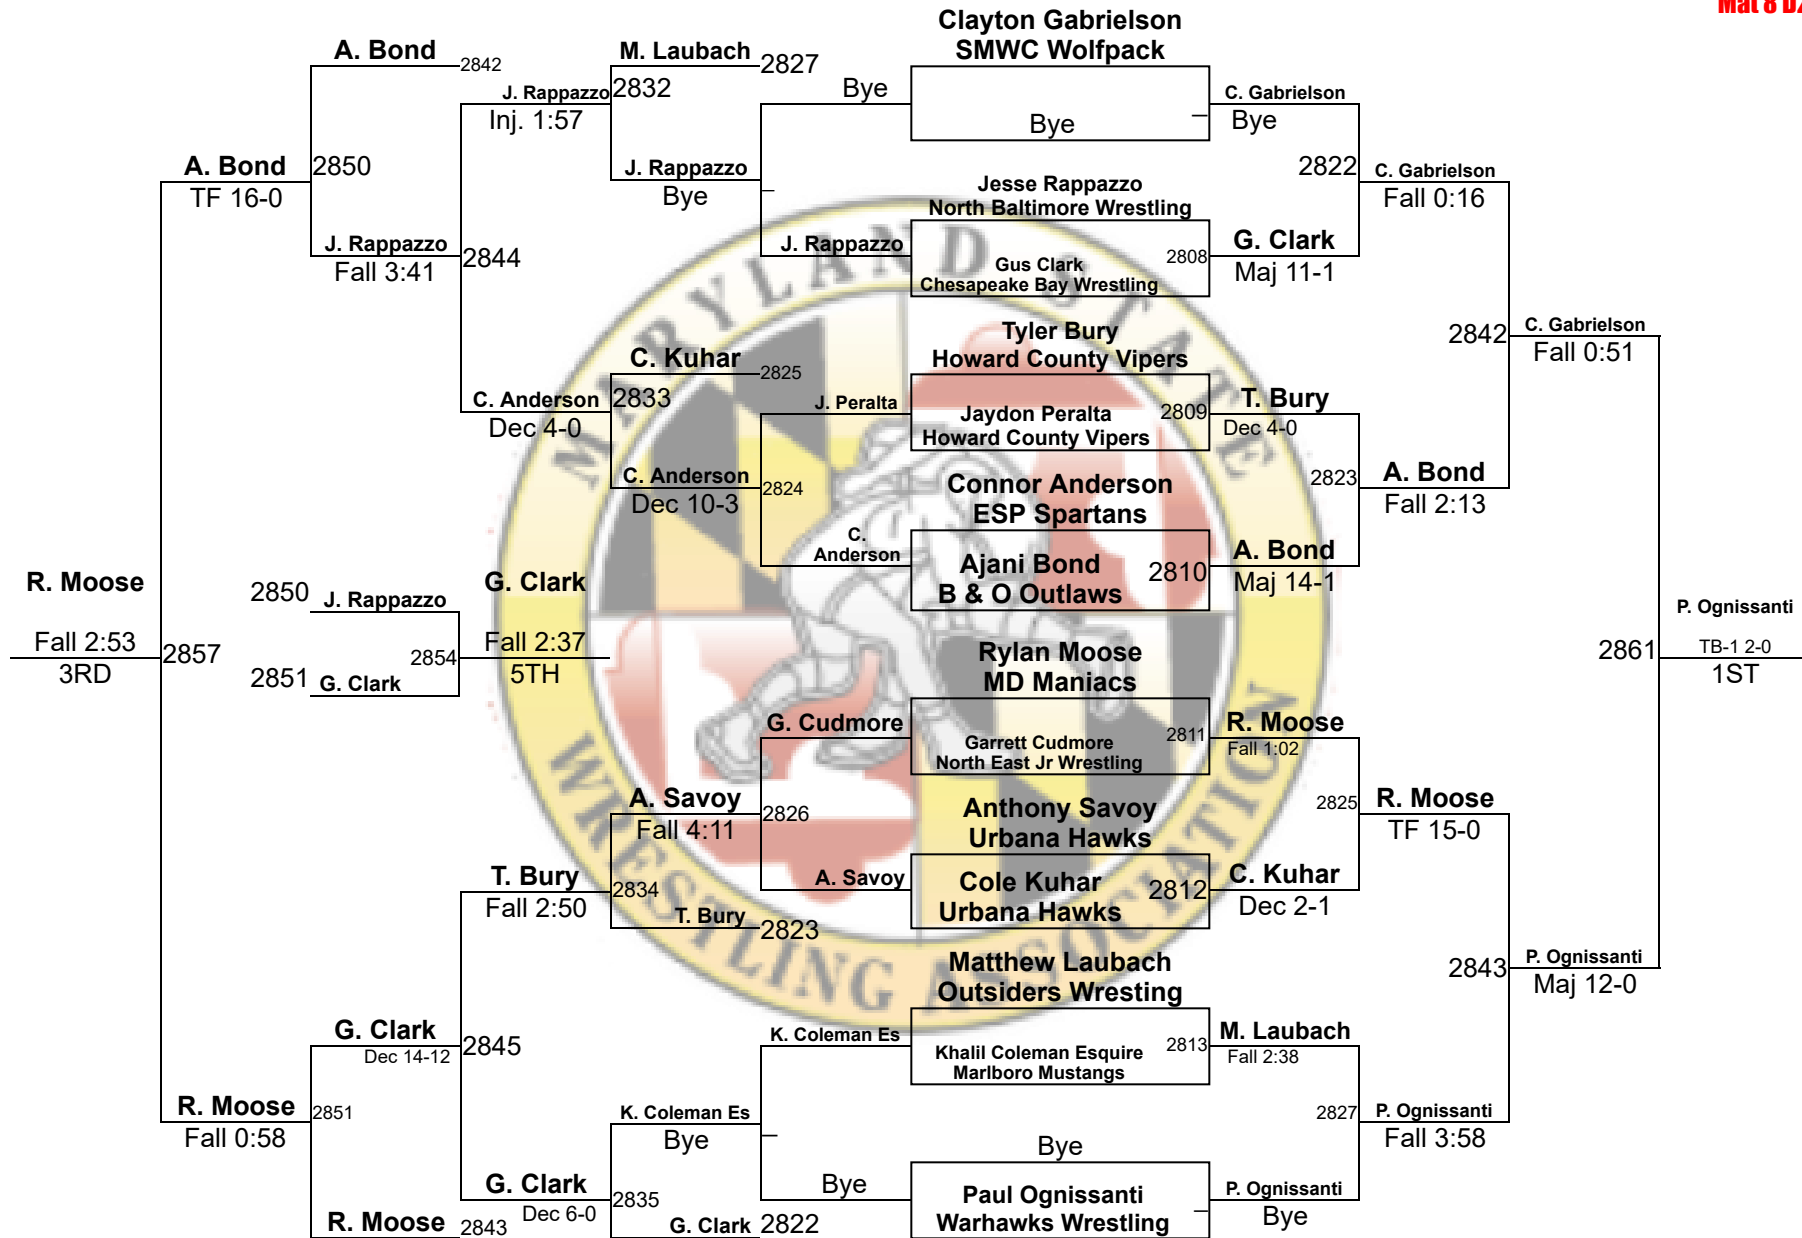 Mat 8 D2
Clayton Gabrielson
SMWC Wolfpack
Bye
A. Bond
2842
M. Laubach
2827
J. Rappazzo
2832
Inj. 1:57
Bye
C. Gabrielson
Bye
A. Bond
2850
TF 16-0
J. Rappazzo
Bye
Jesse Rappazzo
North Baltimore Wrestling
2822
C. Gabrielson
Fall 0:16
J. Rappazzo
2844
Fall 3:41
J. Rappazzo
Gus Clark
Chesapeake Bay Wrestling
2808
G. Clark
Maj 11-1
Tyler Bury
Howard County Vipers
2842
C. Gabrielson
Fall 0:51
C. Kuhar
2825
C. Anderson
2833
Dec 4-0
J. Peralta
Jaydon Peralta
Howard County Vipers
2809
T. Bury
Dec 4-0
C. Anderson
2824
Dec 10-3
Connor Anderson
ESP Spartans
2823
A. Bond
Fall 2:13
C.
Anderson
Ajani Bond
B & O Outlaws
2810
A. Bond
Maj 14-1
R. Moose
Fall 2:53
3RD
2857
2850
J. Rappazzo
2851
G. Clark
2854
G. Clark
Fall 2:37
5TH
P. Ognissanti
2861
TB-1 2-0
1ST
Rylan Moose
MD Maniacs
G. Cudmore
Garrett Cudmore
North East Jr Wrestling
2811
R. Moose
Fall 1:02
A. Savoy
2826
Fall 4:11
Anthony Savoy
Urbana Hawks
2825
R. Moose
TF 15-0
T. Bury
2834
Fall 2:50
A. Savoy
Cole Kuhar
Urbana Hawks
2812
C. Kuhar
Dec 2-1
T. Bury
2823
Matthew Laubach
Outsiders Wresting
2843
P. Ognissanti
Maj 12-0
G. Clark
2845
Dec 14-12
K. Coleman Es
Khalil Coleman Esquire
Marlboro Mustangs
2813
M. Laubach
Fall 2:38
R. Moose
2851
Fall 0:58
K. Coleman Es
Bye
Bye
2827
P. Ognissanti
Fall 3:58
G. Clark
2835
Dec 6-0
Bye
Paul Ognissanti
Warhawks Wrestling
P. Ognissanti
Bye
R. Moose
2843
G. Clark
2822
MARYLAND STATE
WRESTLING ASSOCIATION